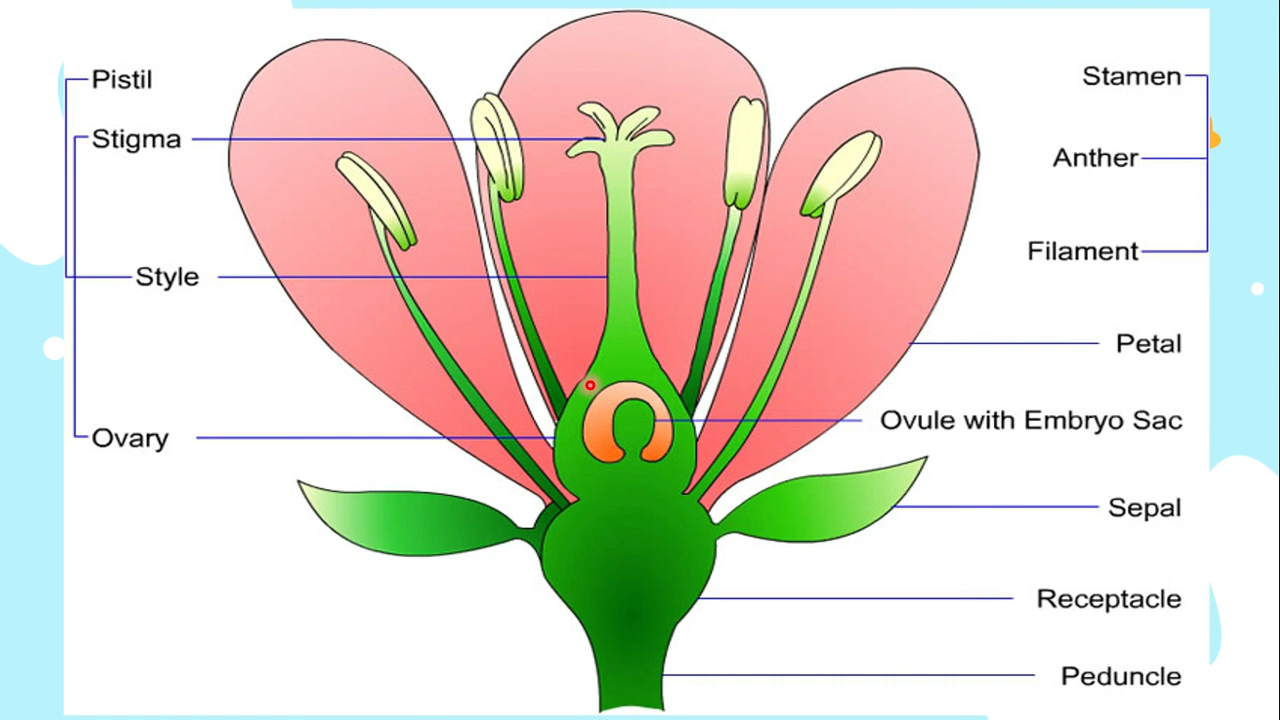 Pistil
Stigma
Style
Ovary
Stamen
Anther
Filament
Petal
Ovule with Embryo Sac
Sepal
Receptacle
Peduncle